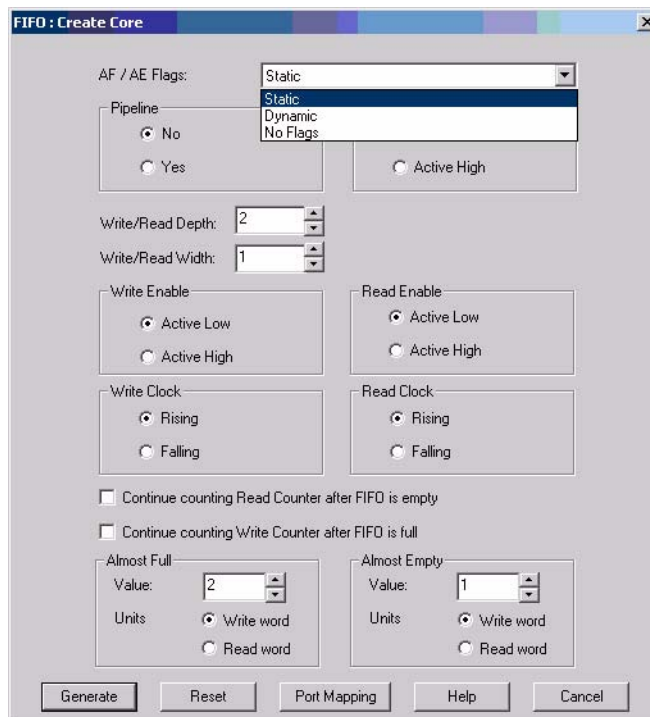 FIFO : Create Core
AF / AE Flags: Static
Static
Dynamic
No Flags
Pipeline
No
Yes Active High
Write/Read Depth: 2
Write/Read Width: 1
Write Enable Read Enable
Active Low Active Low
Active High Active High
Write Clock Read Clock
Rising Rising
Falling Falling
Continue counting Read Counter after FIFO is empty
Continue counting Write Counter after FIFO is full
Almost Full Almost Empty
Value: 2 Value: 1
Units Write word Units Write word
Read word Read word
Generate Reset Port Mapping Help Cancel